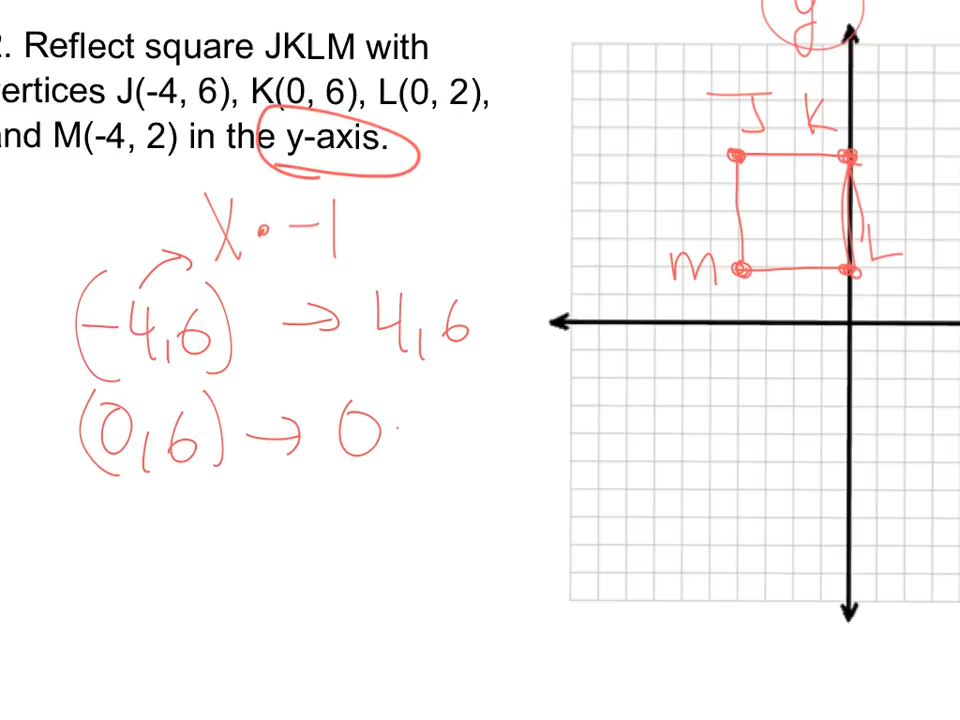 2. Reflect square JKLM with
vertices J(-4, 6), K(0, 6), L(0, 2),
and M(-4, 2) in the y-axis.
x • -1
(-4,6) → 4,6
(0,6) → 0
y
J K
M L